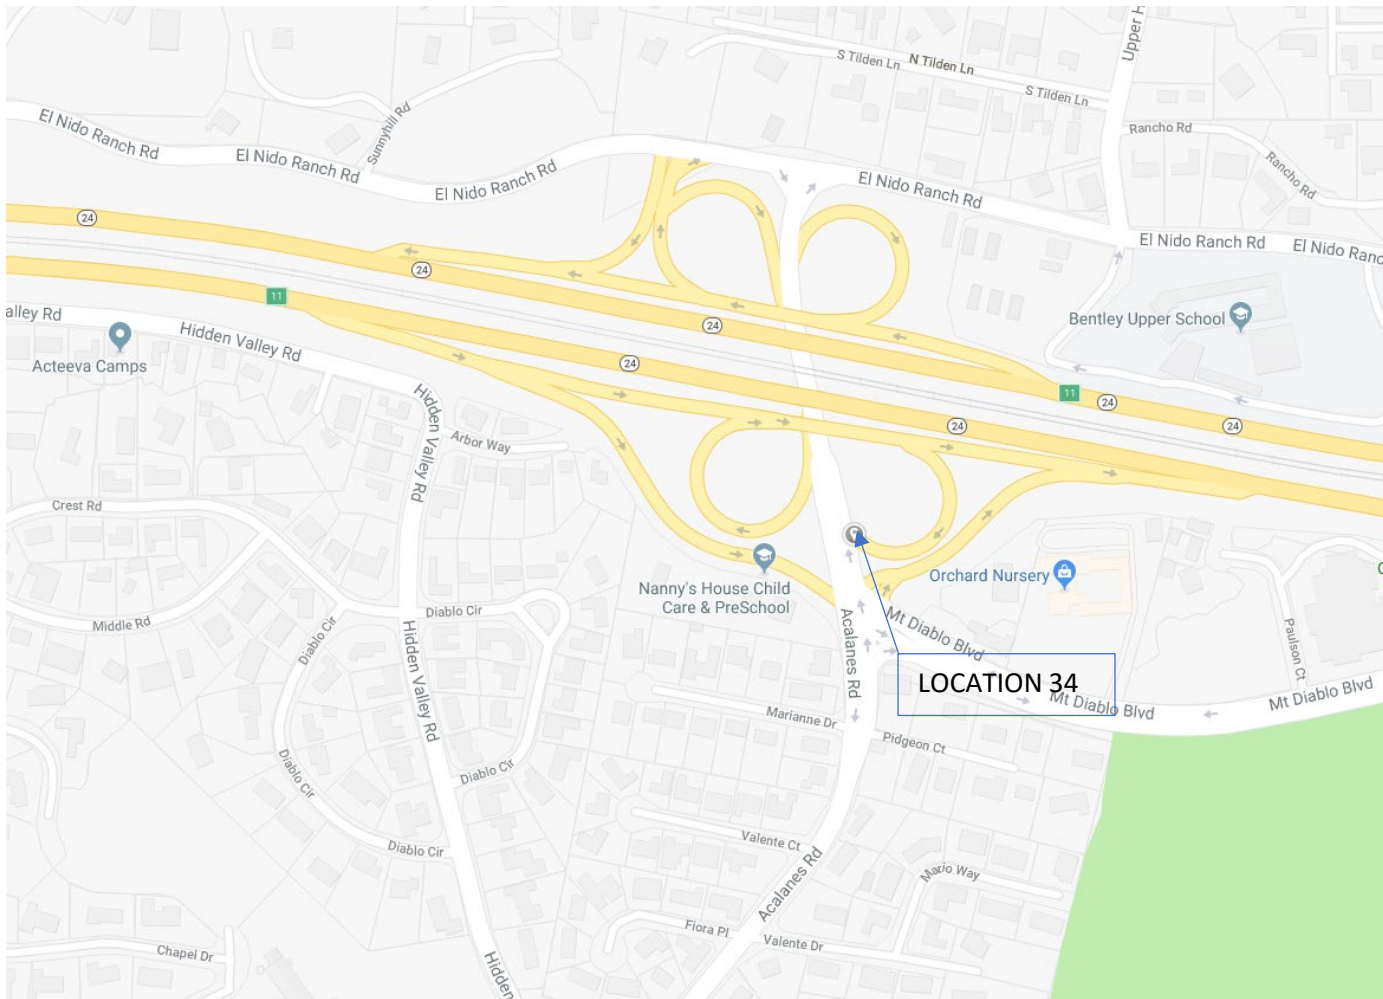 S Tilden Ln
N Tilden Ln
S Tilden Ln
Upper H
Rancho Rd
Rancho Rd
El Nido Ranch Rd
Sunnyhill Rd
El Nido Ranch Rd
El Nido Ranch Rd
El Nido Ranch Rd
El Nido Ranch Rd
El Nido Ranc
24
24
11
24
24
Bentley Upper School
alley Rd
Hidden Valley Rd
Acteeva Camps
11
24
24
24
Hidden Valley Rd
Arbor Way
Crest Rd
Nanny's House Child
Care & PreSchool
Orchard Nursery
C
Middle Rd
Diablo Cir
Diablo Cir
Hidden Valley Rd
Acalanes Rd
Mt Diablo Blvd
Paulson Ct
LOCATION 34
Mt Diablo Blvd
Mt Diablo Blvd
Marianne Dr
Pidgeon Ct
Diablo Cir
Diablo Cir
Diablo Cir
Valente Ct
Acalanes Rd
Mario Way
Fiora Pl
Valente Dr
Chapel Dr
Hidden